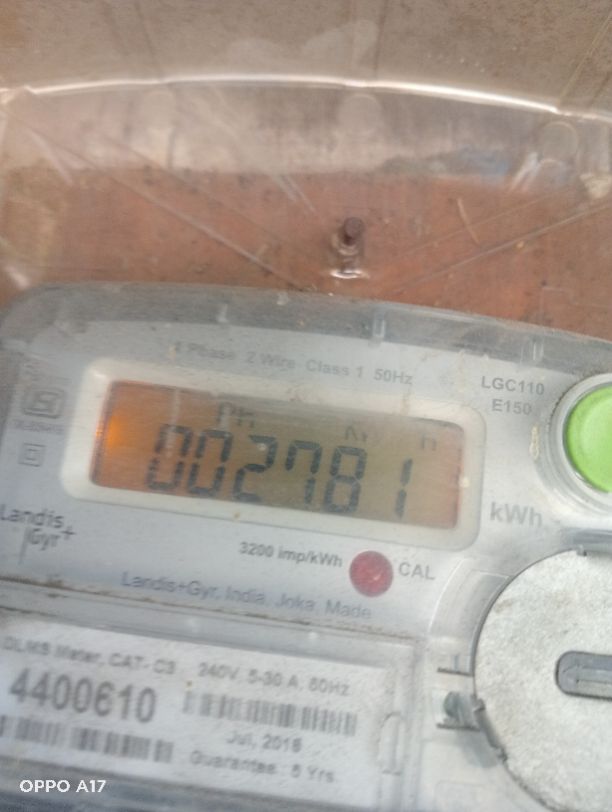 1 Phase 2 Wire Class 1 50Hz
LGC110
E150
002781
kWh
Landis+
Gyr
3200 imp/kWh
CAL
Landis+Gyr, India, Joka, Made
DLMS Meter, CAT- C3 240V, 5-30 A, 50Hz
4400610
Jul, 2018
Guarantee 5 Yrs
OPPO A17